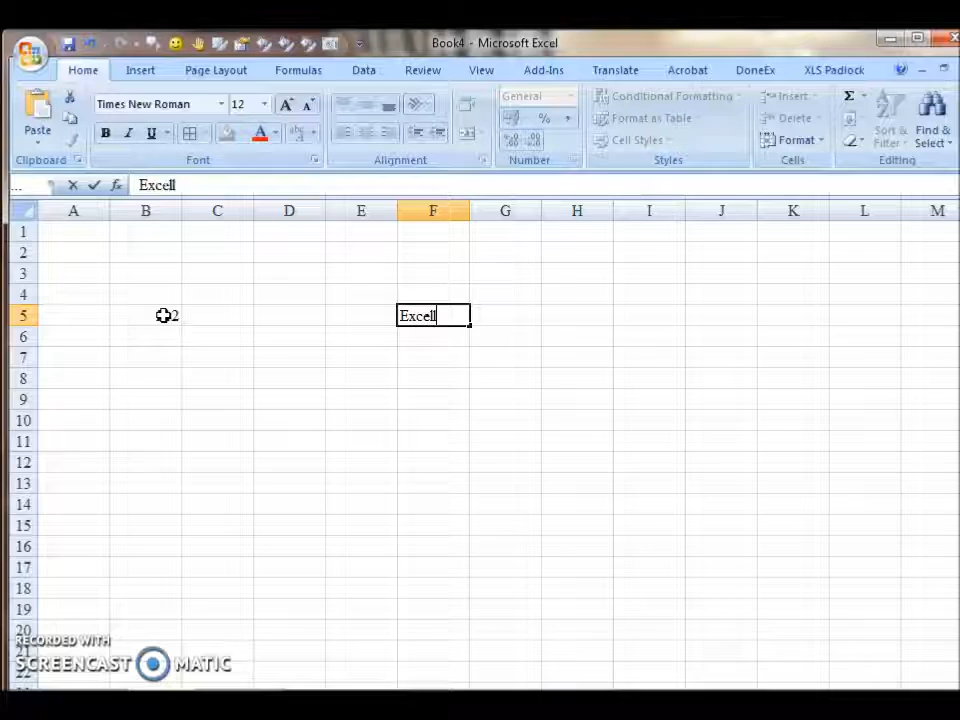 Book4 - Microsoft Excel
Home Insert Page Layout Formulas Data Review View Add-Ins Translate Acrobat DoneEx XLS Padlock
Times New Roman 12 General Conditional Formatting Insert Σ
Paste Format as Table Delete Sort & Filter Find & Select
B I U A % , Cell Styles Format
Clipboard Font Alignment Number Styles Cells Editing
... fx Excell
A B C D E F G H I J K L M
1
2
3
4
5 2 Excell
6
7
8
9
10
11
12
13
14
15
16
17
18
19
20
RECORDED WITH
21
SCREENCAST MATIC
22